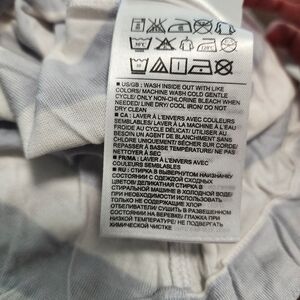 ■ US/GB : WASH INSIDE OUT WITH LIKE
COLORS/ MACHINE WASH COLD GENTLE
CYCLE/ ONLY NON-CHLORINE BLEACH WHEN
NEEDED/ LINE DRY/ COOL IRON/ DO NOT
DRY CLEAN
■ CA : LAVER À L'ENVERS AVEC COULEURS
SEMBLABLES/ LAVER À LA MACHINE À L'EAU
FROIDE AU CYCLE DÉLICAT/ UTILISER AU
BESOIN UN AGENT DE BLANCHIMENT SANS
CHLORE UNIQUEMENT/ SÉCHER SUR CORDE/
REPASSER À BASSE TEMPÉRATURE/ NE PAS
NETTOYER À SEC
■ FR/MA : LAVER À L'ENVERS AVEC
COULEURS SEMBLABLES
■ RU : СТИРКА В ВЫВЕРНУТОМ НАИЗНАНКУ
СОСТОЯНИИ С ОДЕЖДОЙ СХОДНЫХ
ЦВЕТОВ/ ДЕЛИКАТНАЯ СТИРКА В
СТИРАЛЬНОЙ МАШИНЕ В ХОЛОДНОЙ ВОДЕ/
ПРИ НЕОБХОДИМОСТИ ИСПОЛЬЗОВАТЬ
ТОЛЬКО НЕ СОДЕРЖАЩИЕ ХЛОР
ОТБЕЛИВАТЕЛИ/ СУШИТЬ В РАЗВЕШЕННОМ
СОСТОЯНИИ НА ВЕРЕВКЕ/ ГЛАЖКА ПРИ
НИЗКОЙ ТЕМПЕРАТУРЕ/ НЕ ПОДВЕРГАТЬ
ХИМИЧЕСКОЙ ЧИСТКЕ